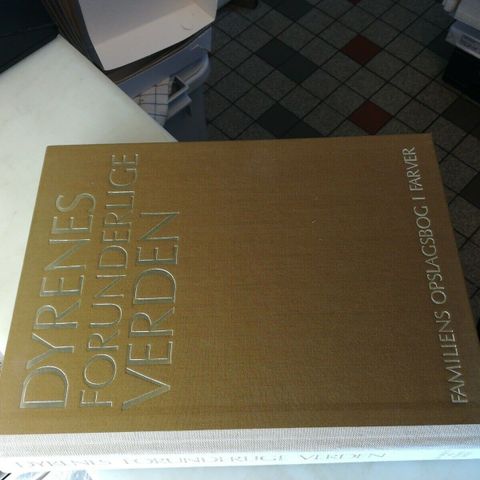 DYRENES
FORUNDERLIGE
VERDEN
FAMILIENS OPSLAGSBOG I FARVER
DYRENES FORUNDERLIGE VERDEN